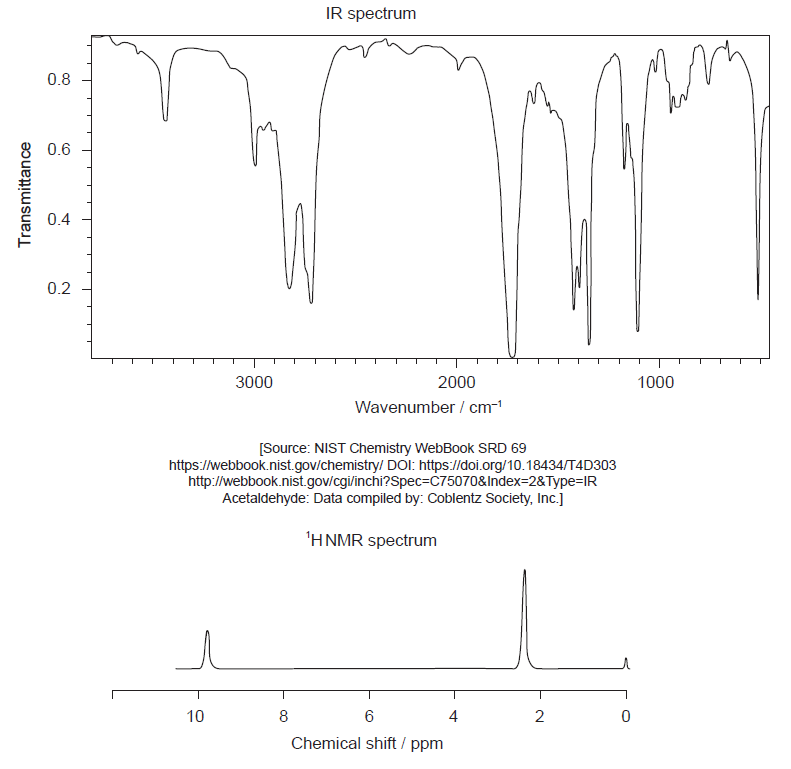 IR spectrum
0.8
0.6
0.4
0.2
Transmittance
3000 2000 1000
Wavenumber / cm⁻¹
[Source: NIST Chemistry WebBook SRD 69
https://webbook.nist.gov/chemistry/ DOI: https://doi.org/10.18434/T4D303
http://webbook.nist.gov/cgi/inchi?Spec=C75070&Index=2&Type=IR
Acetaldehyde: Data compiled by: Coblentz Society, Inc.]
¹H NMR spectrum
10 8 6 4 2 0
Chemical shift / ppm